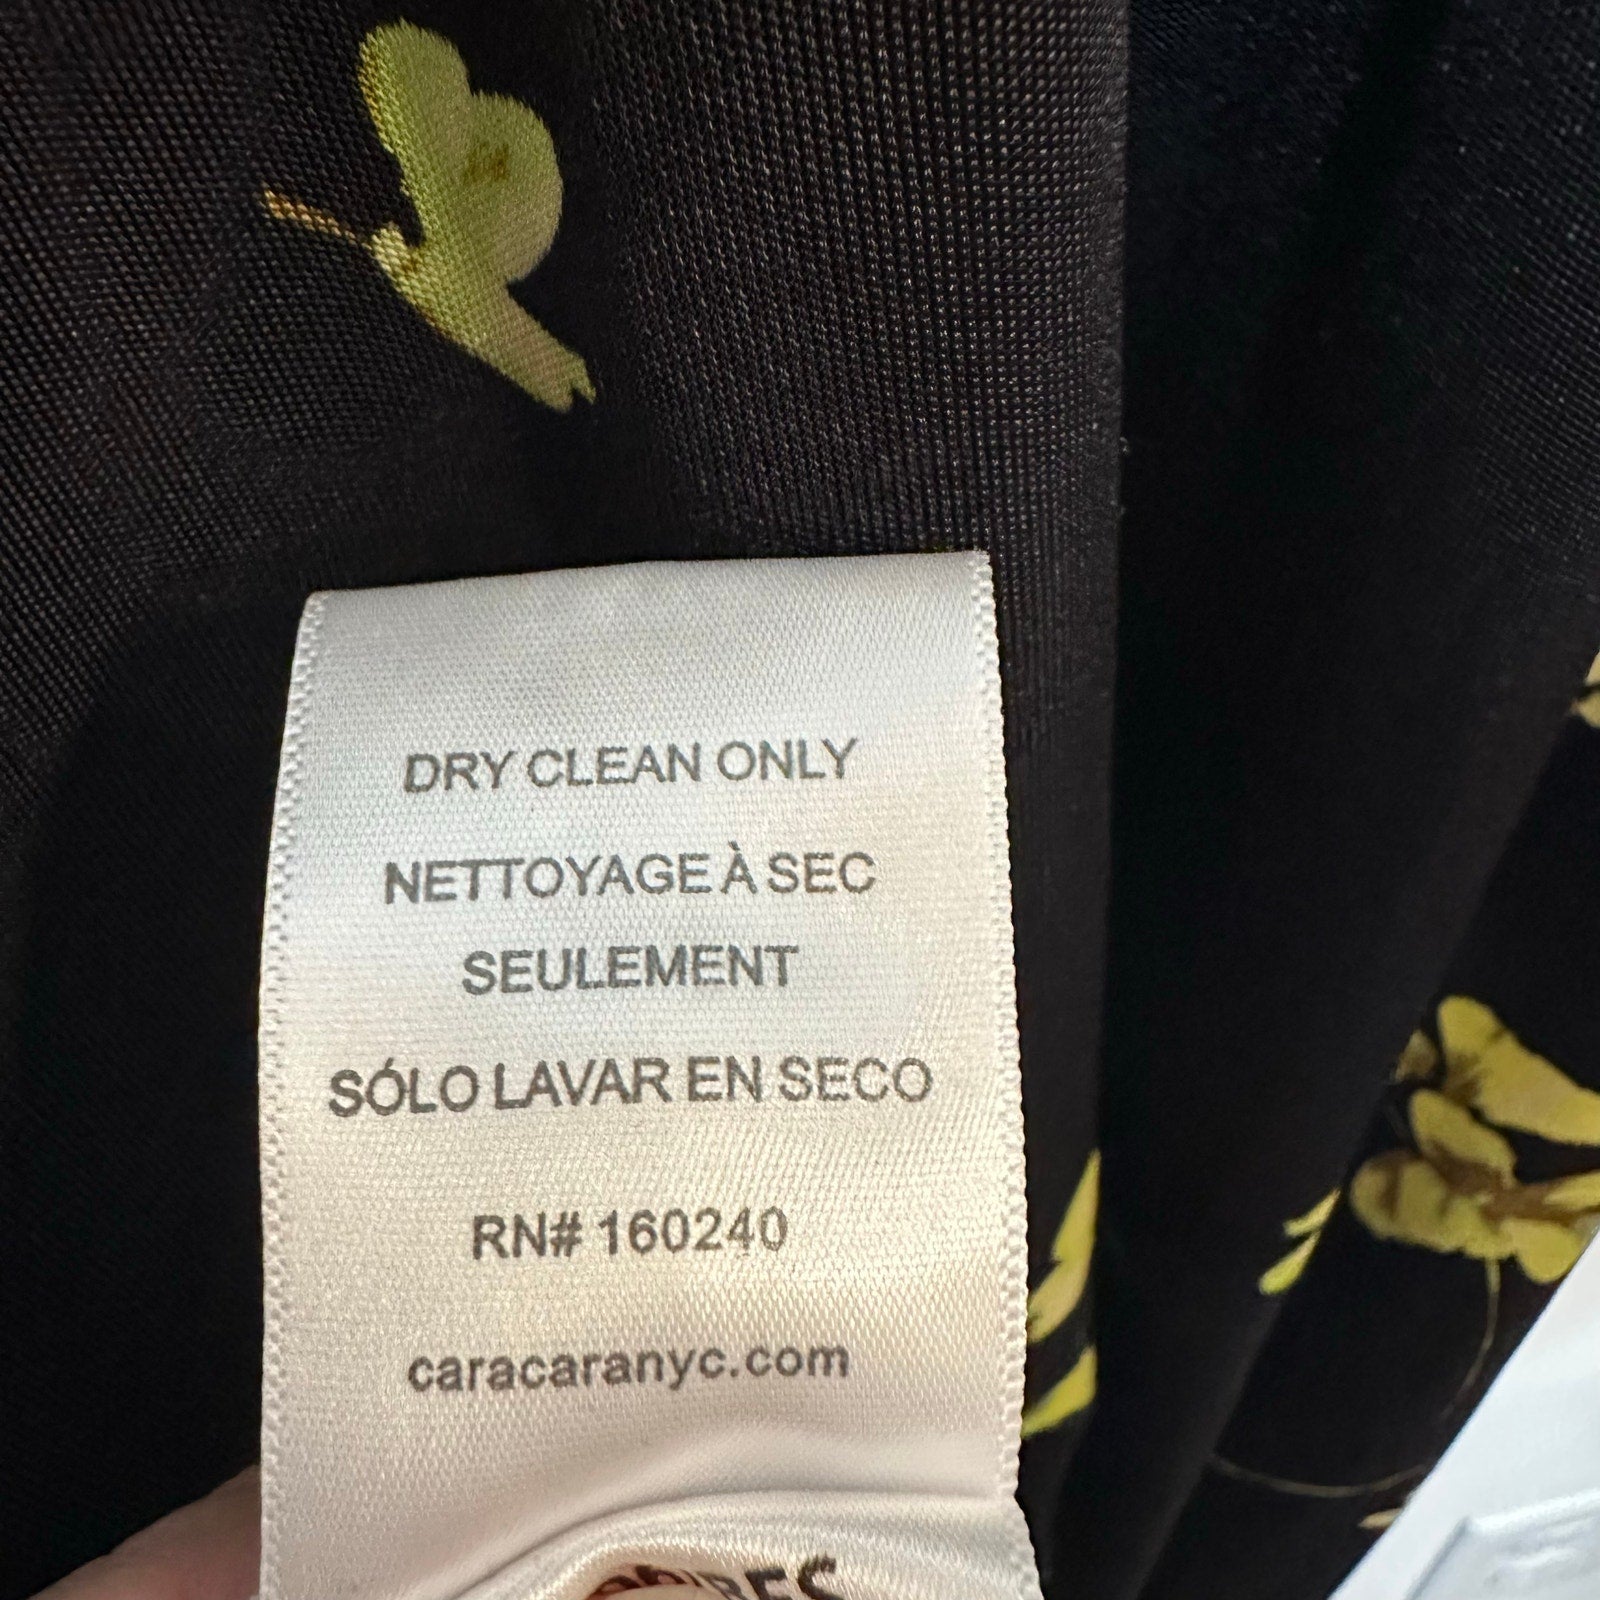 DRY CLEAN ONLY
NETTOYAGE À SEC
SEULEMENT
SÓLO LAVAR EN SECO
RN# 160240
caracaranyc.com